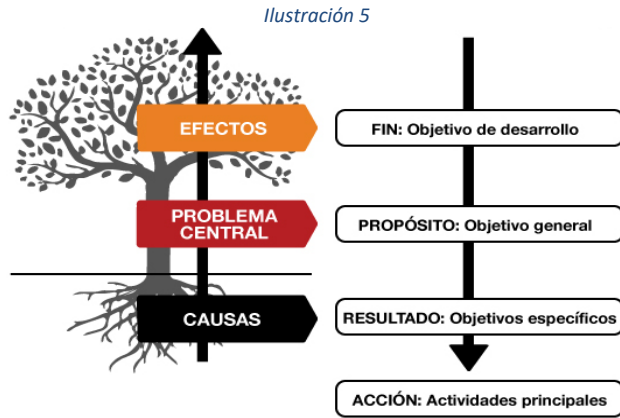 Ilustración 5
EFECTOS
FIN: Objetivo de desarrollo
PROBLEMA
CENTRAL
PROPÓSITO: Objetivo general
CAUSAS
RESULTADO: Objetivos específicos
ACCIÓN: Actividades principales